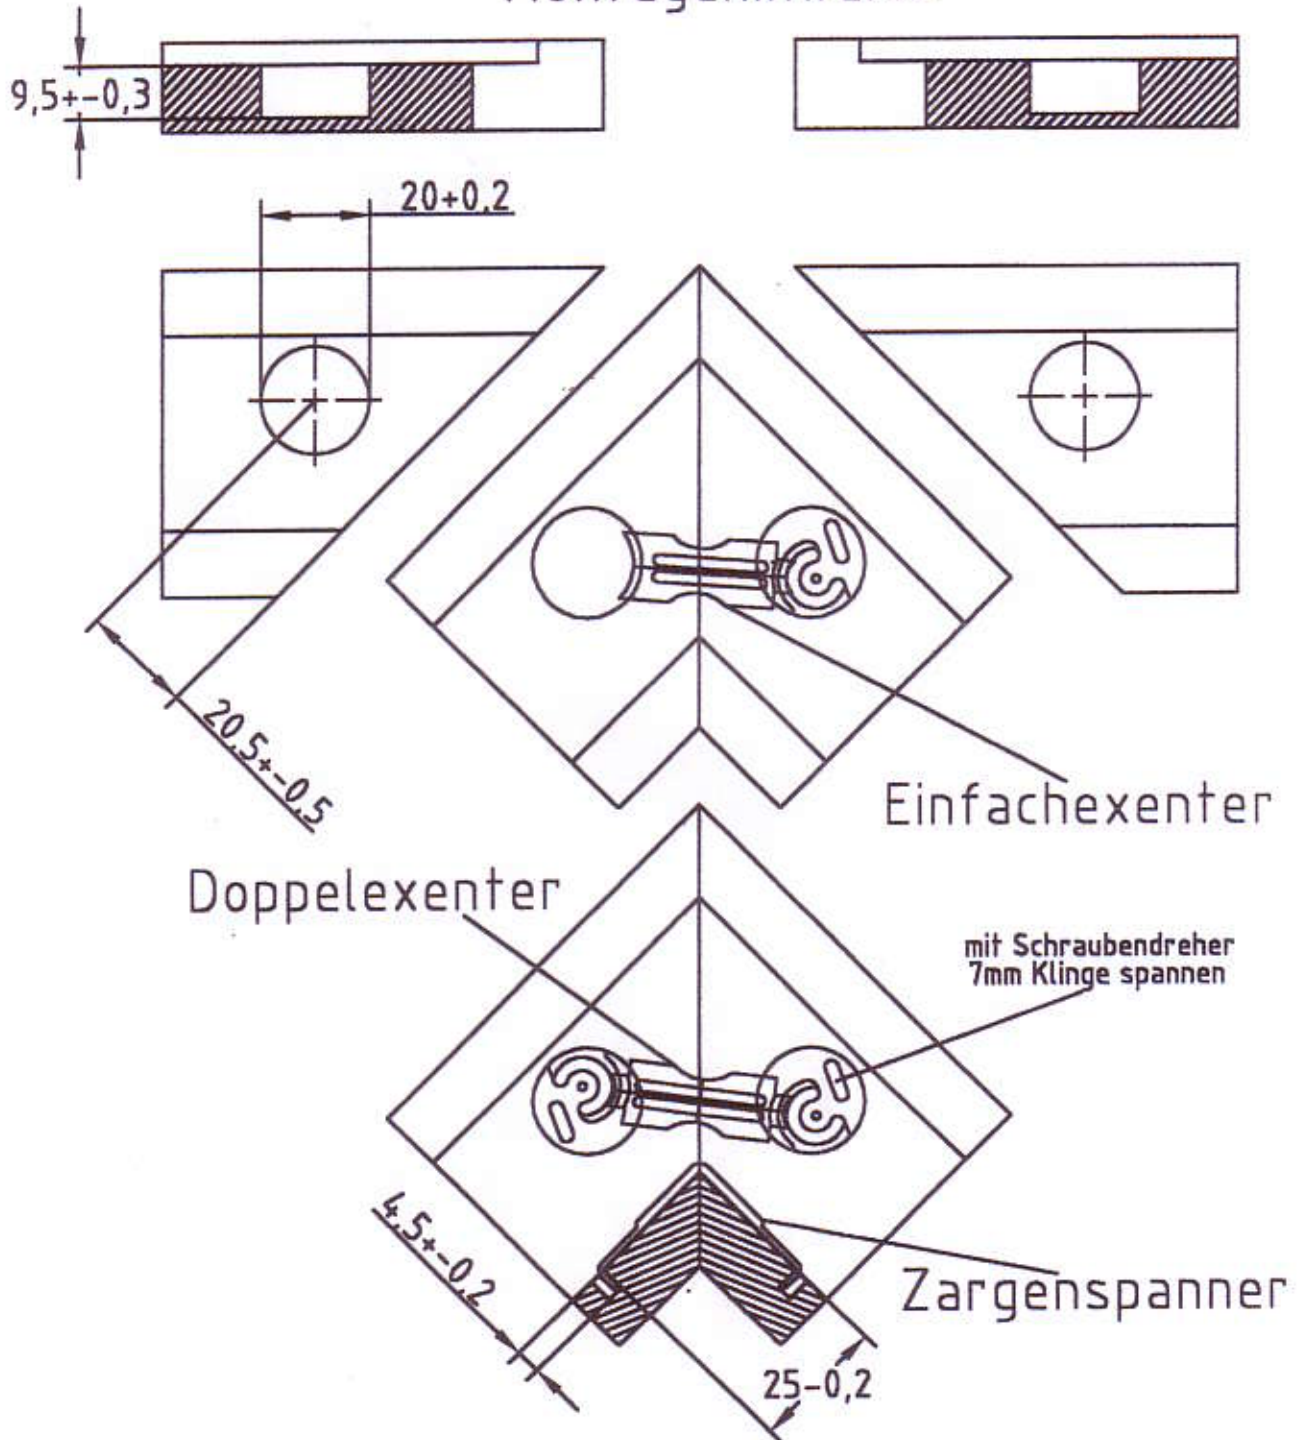 9,5+-0,3
20+0,2
20,5+-0,5
Einfachexenter
Doppelexenter
mit Schraubendreher
7mm Klinge spannen
4,5+-0,2
Zargenspanner
25-0,2